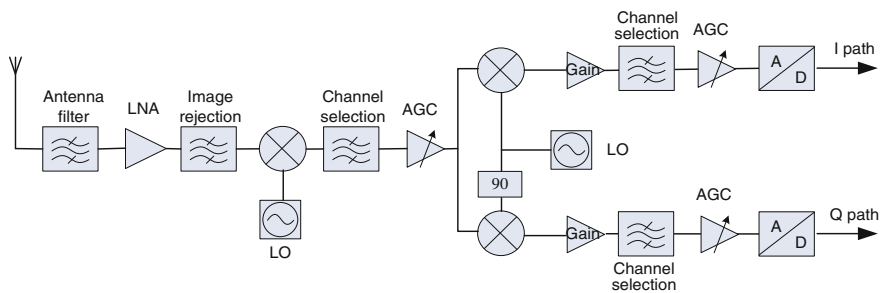 Channel
selection
AGC
Gain
A
D
I path
Antenna
filter
LNA
Image
rejection
Channel
selection
AGC
LO
LO
90
Gain
Channel
selection
AGC
A
D
Q path